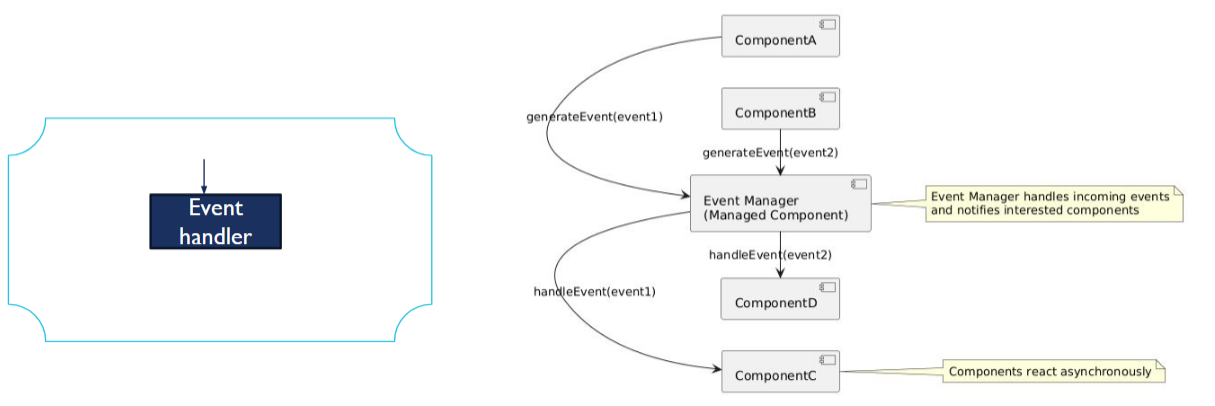 Event
handler
ComponentA
generateEvent(event1)
ComponentB
generateEvent(event2)
Event Manager
(Managed Component)
Event Manager handles incoming events
and notifies interested components
handleEvent(event2)
handleEvent(event1)
ComponentD
ComponentC
Components react asynchronously